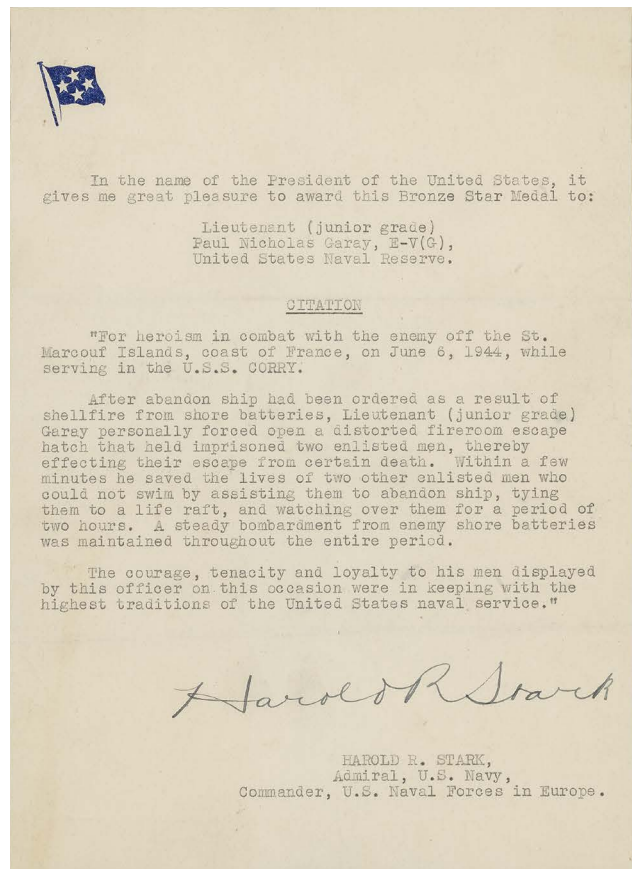 In the name of the President of the United States, it
gives me great pleasure to award this Bronze Star Medal to:
Lieutenant (junior grade)
Paul Nicholas Garay, E-V(G),
United States Naval Reserve.
CITATION
"For heroism in combat with the enemy off the St.
Marcouf Islands, coast of France, on June 6, 1944, while
serving in the U.S.S. CORRY.
After abandon ship had been ordered as a result of
shellfire from shore batteries, Lieutenant (junior grade)
Garay personally forced open a distorted fireroom escape
hatch that held imprisoned two enlisted men, thereby
effecting their escape from certain death. Within a few
minutes he saved the lives of two other enlisted men who
could not swim by assisting them to abandon ship, tying
them to a life raft, and watching over them for a period of
two hours. A steady bombardment from enemy shore batteries
was maintained throughout the entire period.
The courage, tenacity and loyalty to his men displayed
by this officer on this occasion were in keeping with the
highest traditions of the United States naval service."
Harold R Stark
HAROLD R. STARK,
Admiral, U.S. Navy,
Commander, U.S. Naval Forces in Europe.